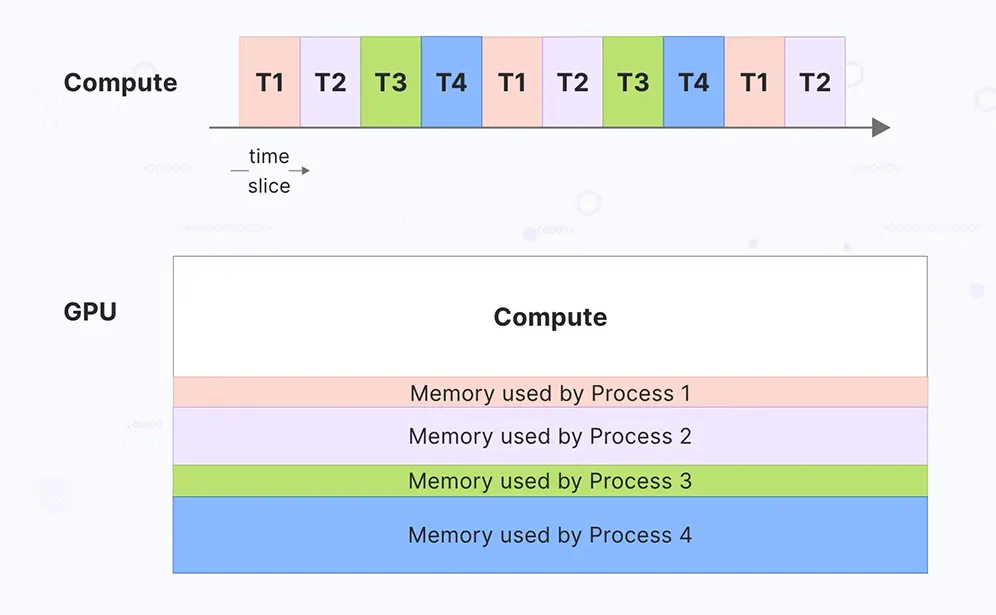 Compute
T1 T2 T3 T4 T1 T2 T3 T4 T1 T2
time
slice
GPU
Compute
Memory used by Process 1
Memory used by Process 2
Memory used by Process 3
Memory used by Process 4